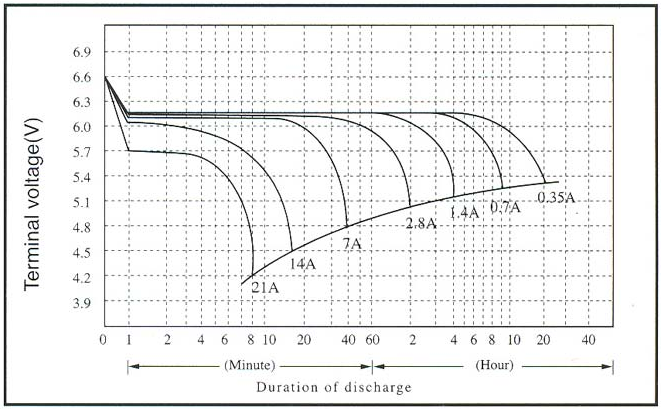 Terminal voltage(V)
6.9
6.6
6.3
6.0
5.7
5.4
5.1
4.8
4.5
4.2
3.9
21A
14A
7A
2.8A
1.4A
0.7A
0.35A
0 1 2 4 6 8 10 20 40 60 2 4 6 8 10 20 40
(Minute) (Hour)
Duration of discharge